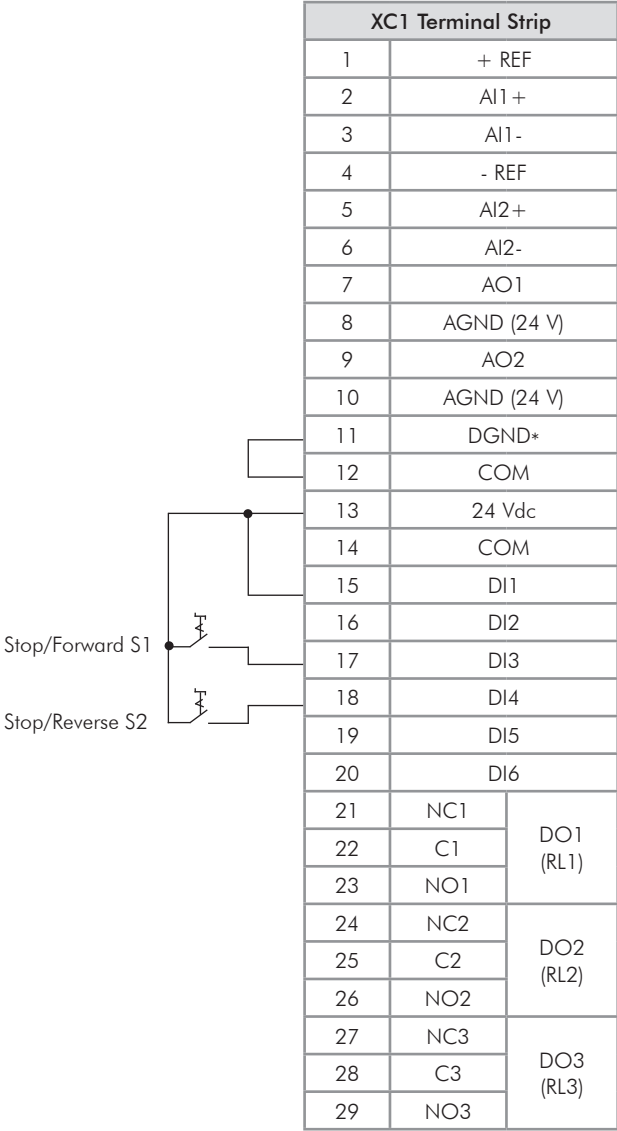 XC1 Terminal Strip
1 + REF
2 AI1+
3 AI1-
4 - REF
5 AI2+
6 AI2-
7 AO1
8 AGND (24 V)
9 AO2
10 AGND (24 V)
11 DGND*
12 COM
13 24 Vdc
14 COM
15 DI1
16 DI2
Stop/Forward S1
17 DI3
18 DI4
Stop/Reverse S2
19 DI5
20 DI6
21 NC1
22 C1
23 NO1
DO1
(RL1)
24 NC2
25 C2
26 NO2
DO2
(RL2)
27 NC3
28 C3
29 NO3
DO3
(RL3)